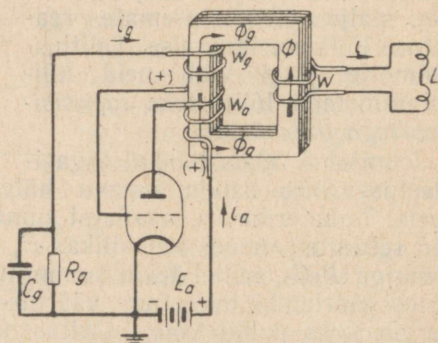 i_g
Φ_g
Φ
i
(+)
w_g
w_a
w
L
Φ_a
(+)
i_a
C_g
R_g
E_a
+